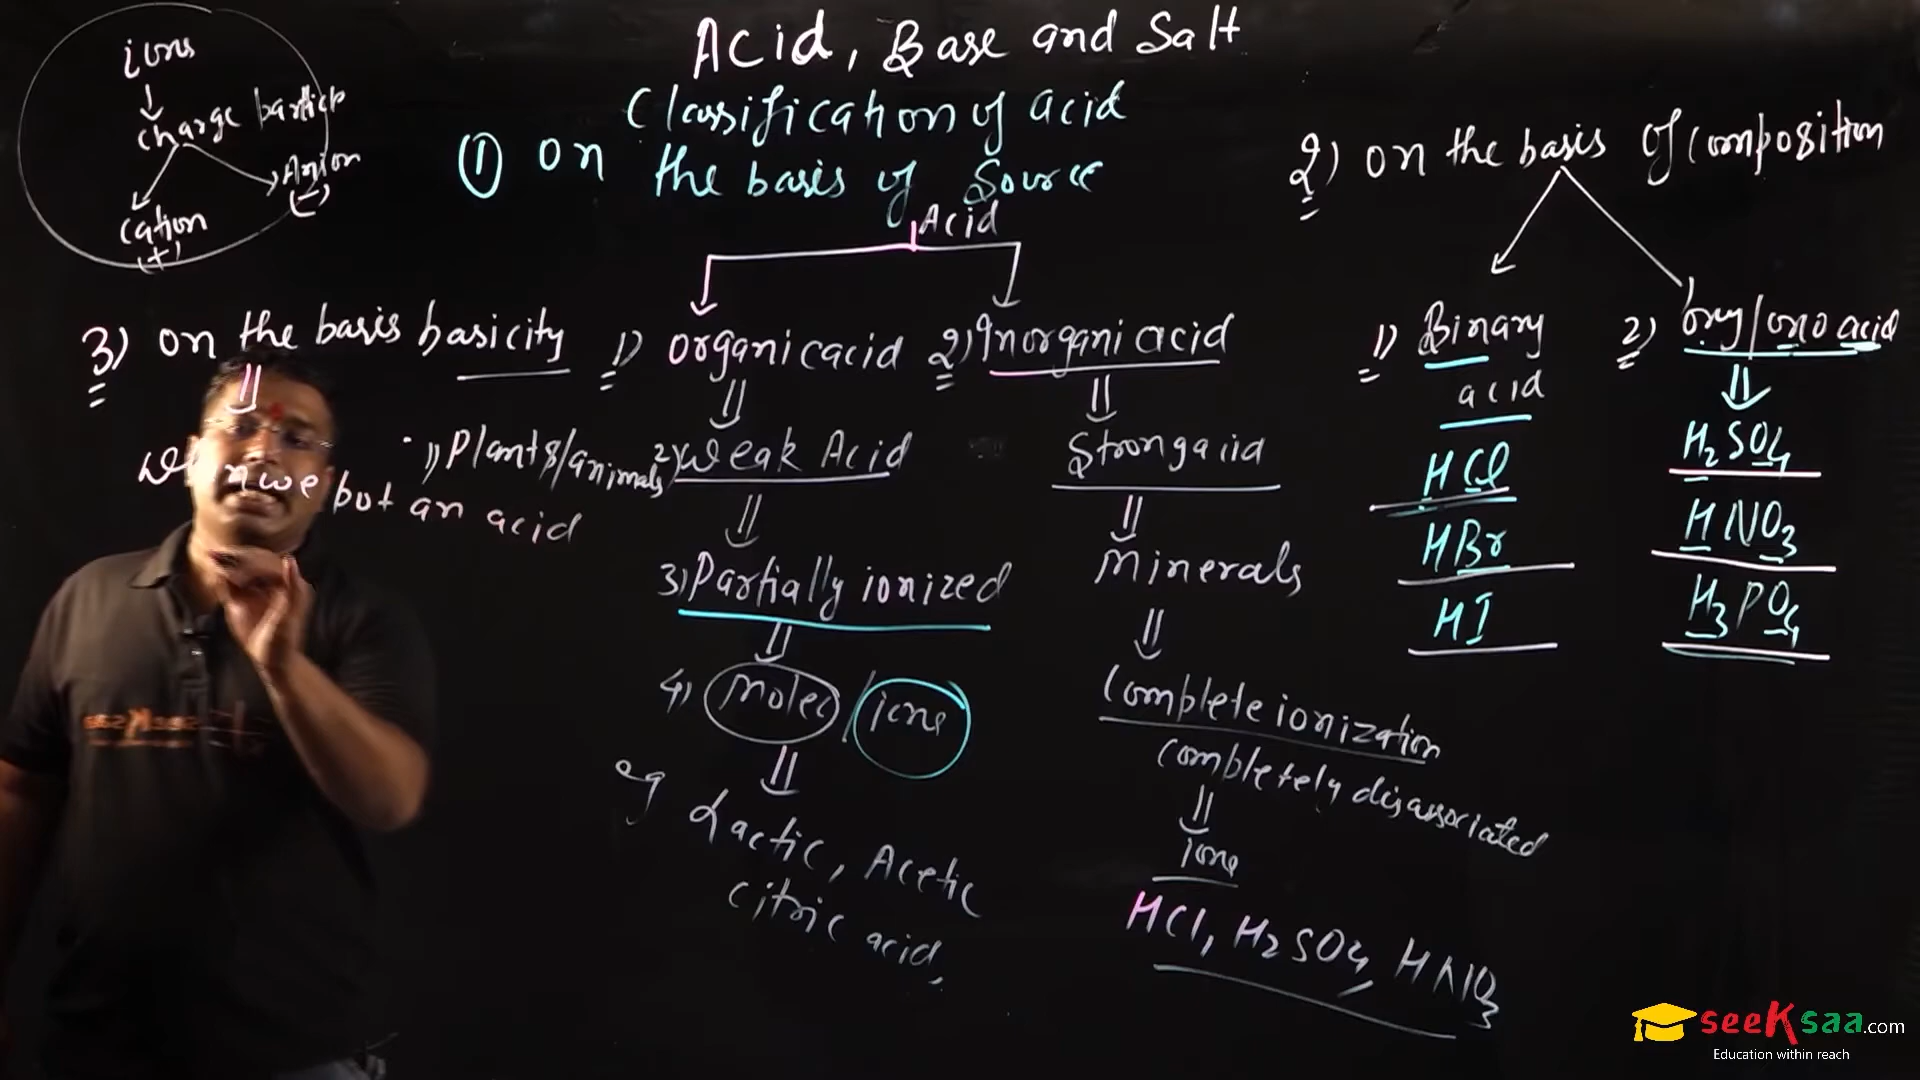 Acid, Base and Salt
Classification of acid
① on the basis of Source
Acid
ions
charge particle
Anion
(-)
cation
(+)
1) organic acid
2) Inorganic acid
1) Plants/animals
2) Weak Acid
3) Partially ionized
4) Molec / ions
eg Lactic, Acetic
citric acid,
Strong acid
Minerals
Complete ionization
completely disassociated
ions
HCl, H2SO4, HNO3
2) on the basis of composition
1) Binary
acid
HCl
HBr
HI
2) oxy/oxo acid
H2SO4
HNO3
H3PO4
3) on the basis basicity
when we put an acid
seeKsaa.com
Education within reach